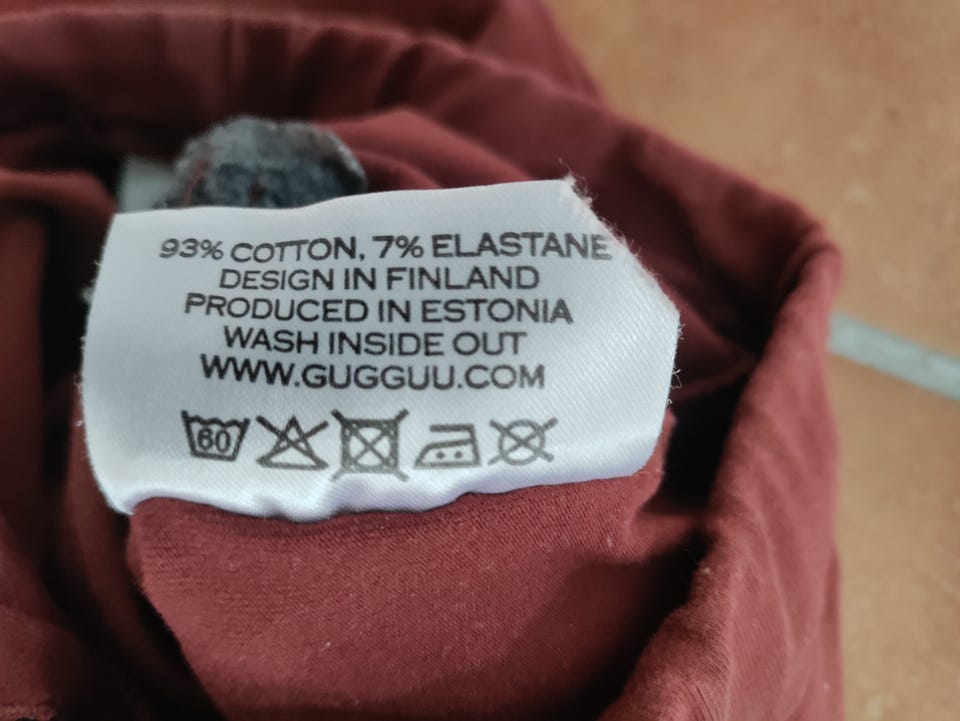 93% COTTON, 7% ELASTANE
DESIGN IN FINLAND
PRODUCED IN ESTONIA
WASH INSIDE OUT
WWW.GUGGUU.COM
60